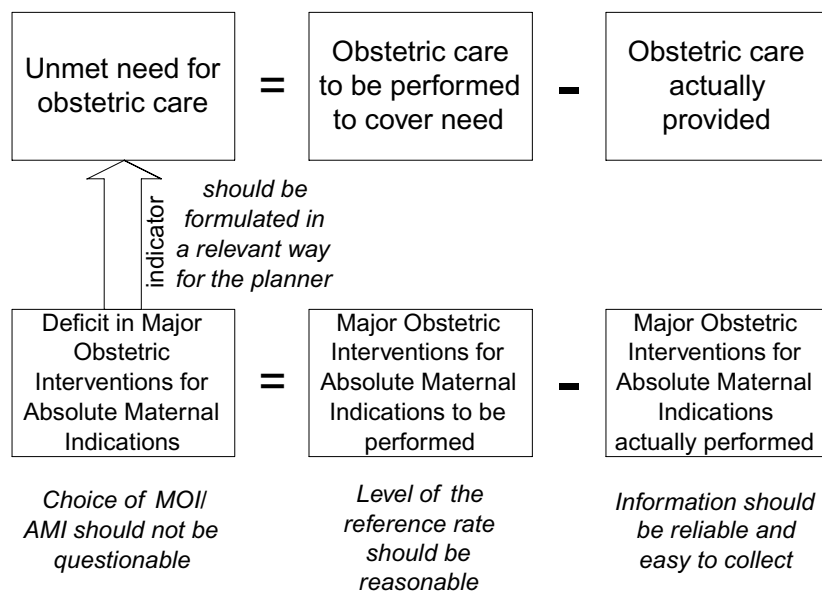 Unmet need for
obstetric care
=
Obstetric care
to be performed
to cover need
-
Obstetric care
actually
provided
indicator
should be
formulated in
a relevant way
for the planner
Deficit in Major
Obstetric
Interventions for
Absolute Maternal
Indications
=
Major Obstetric
Interventions for
Absolute Maternal
Indications to be
performed
-
Major Obstetric
Interventions for
Absolute Maternal
Indications
actually performed
Choice of MOI/
AMI should not be
questionable
Level of the
reference rate
should be
reasonable
Information should
be reliable and
easy to collect